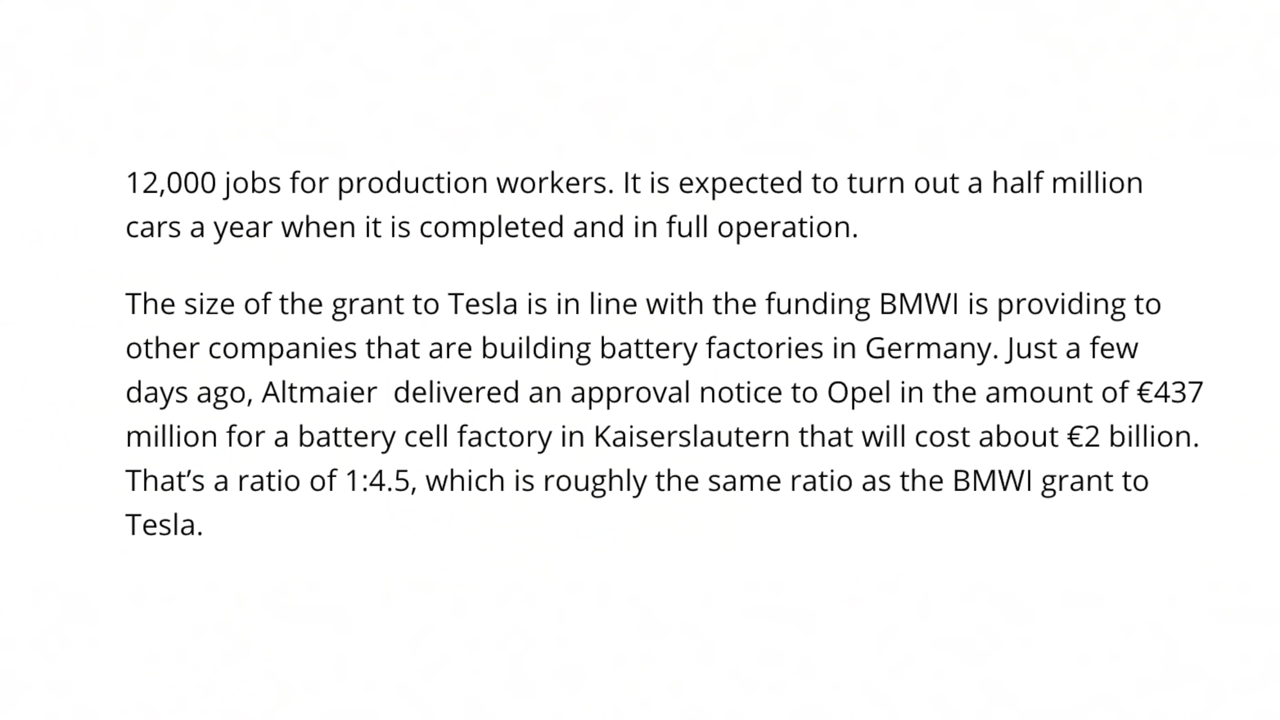 12,000 jobs for production workers. It is expected to turn out a half million
cars a year when it is completed and in full operation.
The size of the grant to Tesla is in line with the funding BMWI is providing to
other companies that are building battery factories in Germany. Just a few
days ago, Altmaier  delivered an approval notice to Opel in the amount of €437
million for a battery cell factory in Kaiserslautern that will cost about €2 billion.
That’s a ratio of 1:4.5, which is roughly the same ratio as the BMWI grant to
Tesla.